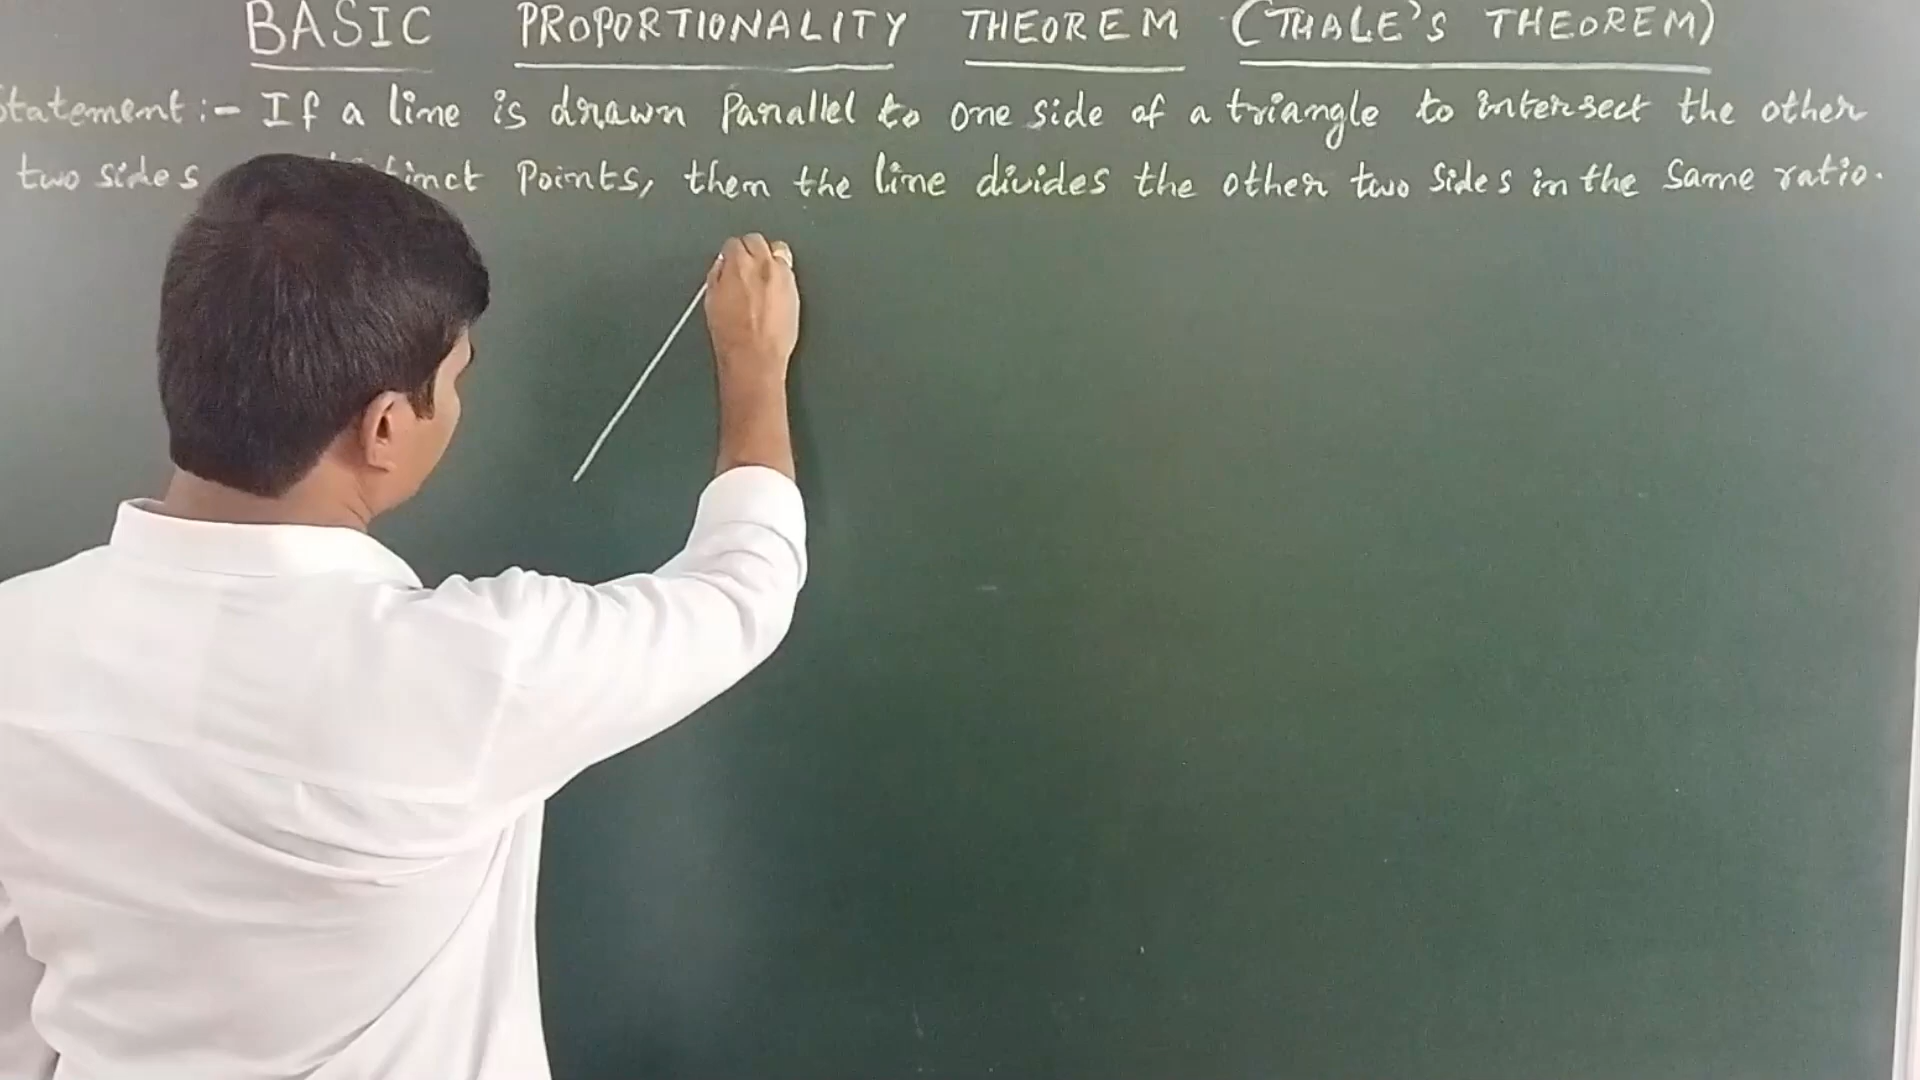 BASIC PROPORTIONALITY THEOREM (THALE'S THEOREM)
Statement:- If a line is drawn Parallel to one side of a triangle to intersect the other
two sides Points, then the line divides the other two sides in the same ratio.